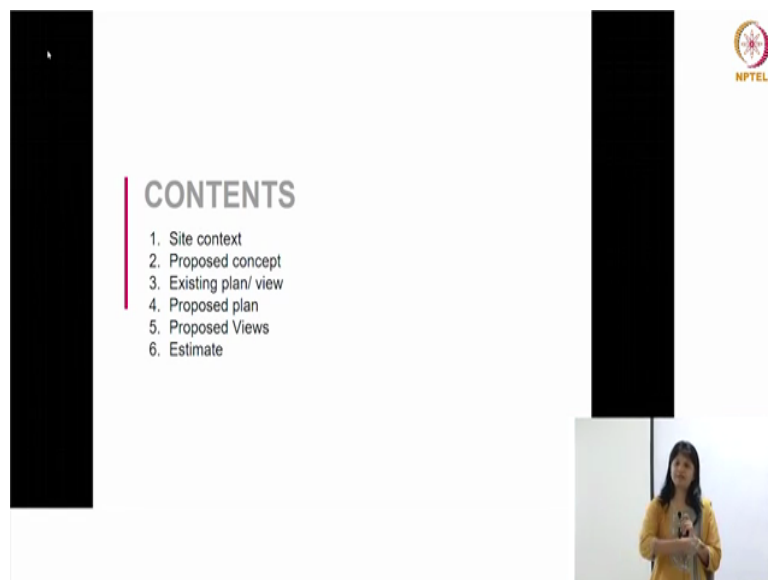 NPTEL
CONTENTS
1. Site context
2. Proposed concept
3. Existing plan/ view
4. Proposed plan
5. Proposed Views
6. Estimate